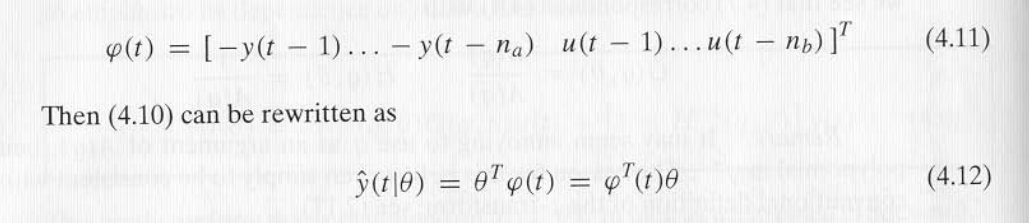 φ(t) = [−y(t − 1)... − y(t − n_a) u(t − 1)...u(t − n_b)]^T (4.11)
Then (4.10) can be rewritten as
ŷ(t|θ) = θ^T φ(t) = φ^T(t)θ (4.12)